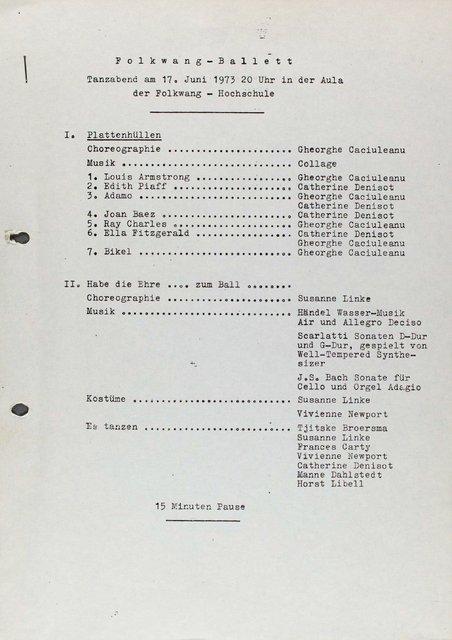 Folkwang-Ballett
Tanzabend am 17. Juni 1973 20 Uhr in der Aula
der Folkwang - Hochschule
I. Plattenhüllen
Choreographie ..................... Gheorghe Caciuleanu
Musik ............................. Collage
1. Louis Armstrong ................ Gheorghe Caciuleanu
2. Edith Piaff .................... Catherine Denisot
3. Adamo .......................... Gheorghe Caciuleanu
Catherine Denisot
4. Joan Baez ...................... Catherine Denisot
5. Ray Charles .................... Gheorghe Caciuleanu
6. Ella Fitzgerald ................ Catherine Denisot
Gheorghe Caciuleanu
7. Bikel .......................... Gheorghe Caciuleanu
II. Habe die Ehre .... zum Ball ........
Choreographie ..................... Susanne Linke
Musik ............................. Händel Wasser-Musik
Air und Allegro Deciso
Scarlatti Sonaten D-Dur
und G-Dur, gespielt von
Well-Tempered Synthe-
sizer
J.S. Bach Sonate für
Cello und Orgel Adagio
Kostüme ........................... Susanne Linke
Vivienne Newport
Es tanzen ......................... Tjitske Broersma
Susanne Linke
Frances Carty
Vivienne Newport
Catherine Denisot
Manne Dahlstedt
Horst Libell
15 Minuten Pause